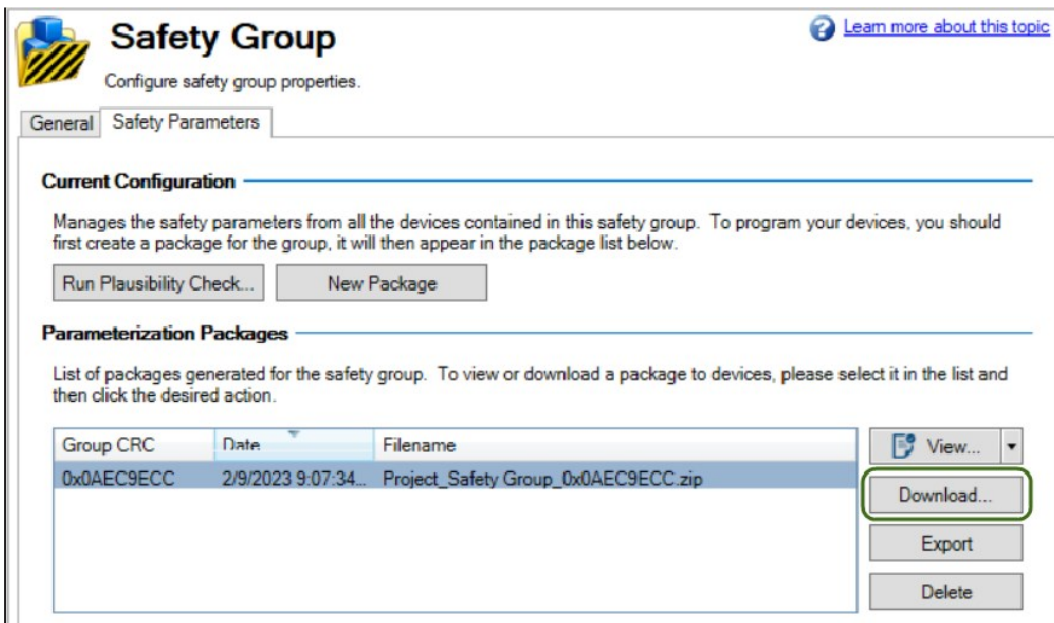 Safety Group
Learn more about this topic
Configure safety group properties.
General
Safety Parameters
Current Configuration
Manages the safety parameters from all the devices contained in this safety group. To program your devices, you should
first create a package for the group, it will then appear in the package list below.
Run Plausibility Check...
New Package
Parameterization Packages
List of packages generated for the safety group. To view or download a package to devices, please select it in the list and
then click the desired action.
Group CRC
Date
Filename
View...
0x0AEC9ECC
2/9/2023 9:07:34...
Project_Safety Group_0x0AEC9ECC.zip
Download...
Export
Delete